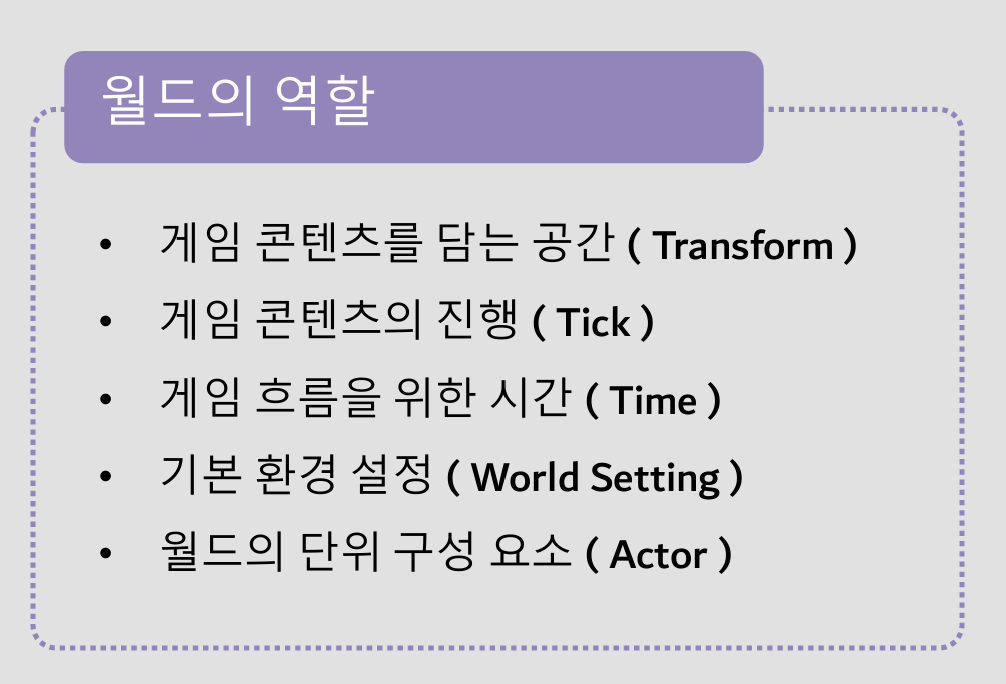 월드의 역할
• 게임 콘텐츠를 담는 공간 ( Transform )
• 게임 콘텐츠의 진행 ( Tick )
• 게임 흐름을 위한 시간 ( Time )
• 기본 환경 설정 ( World Setting )
• 월드의 단위 구성 요소 ( Actor )